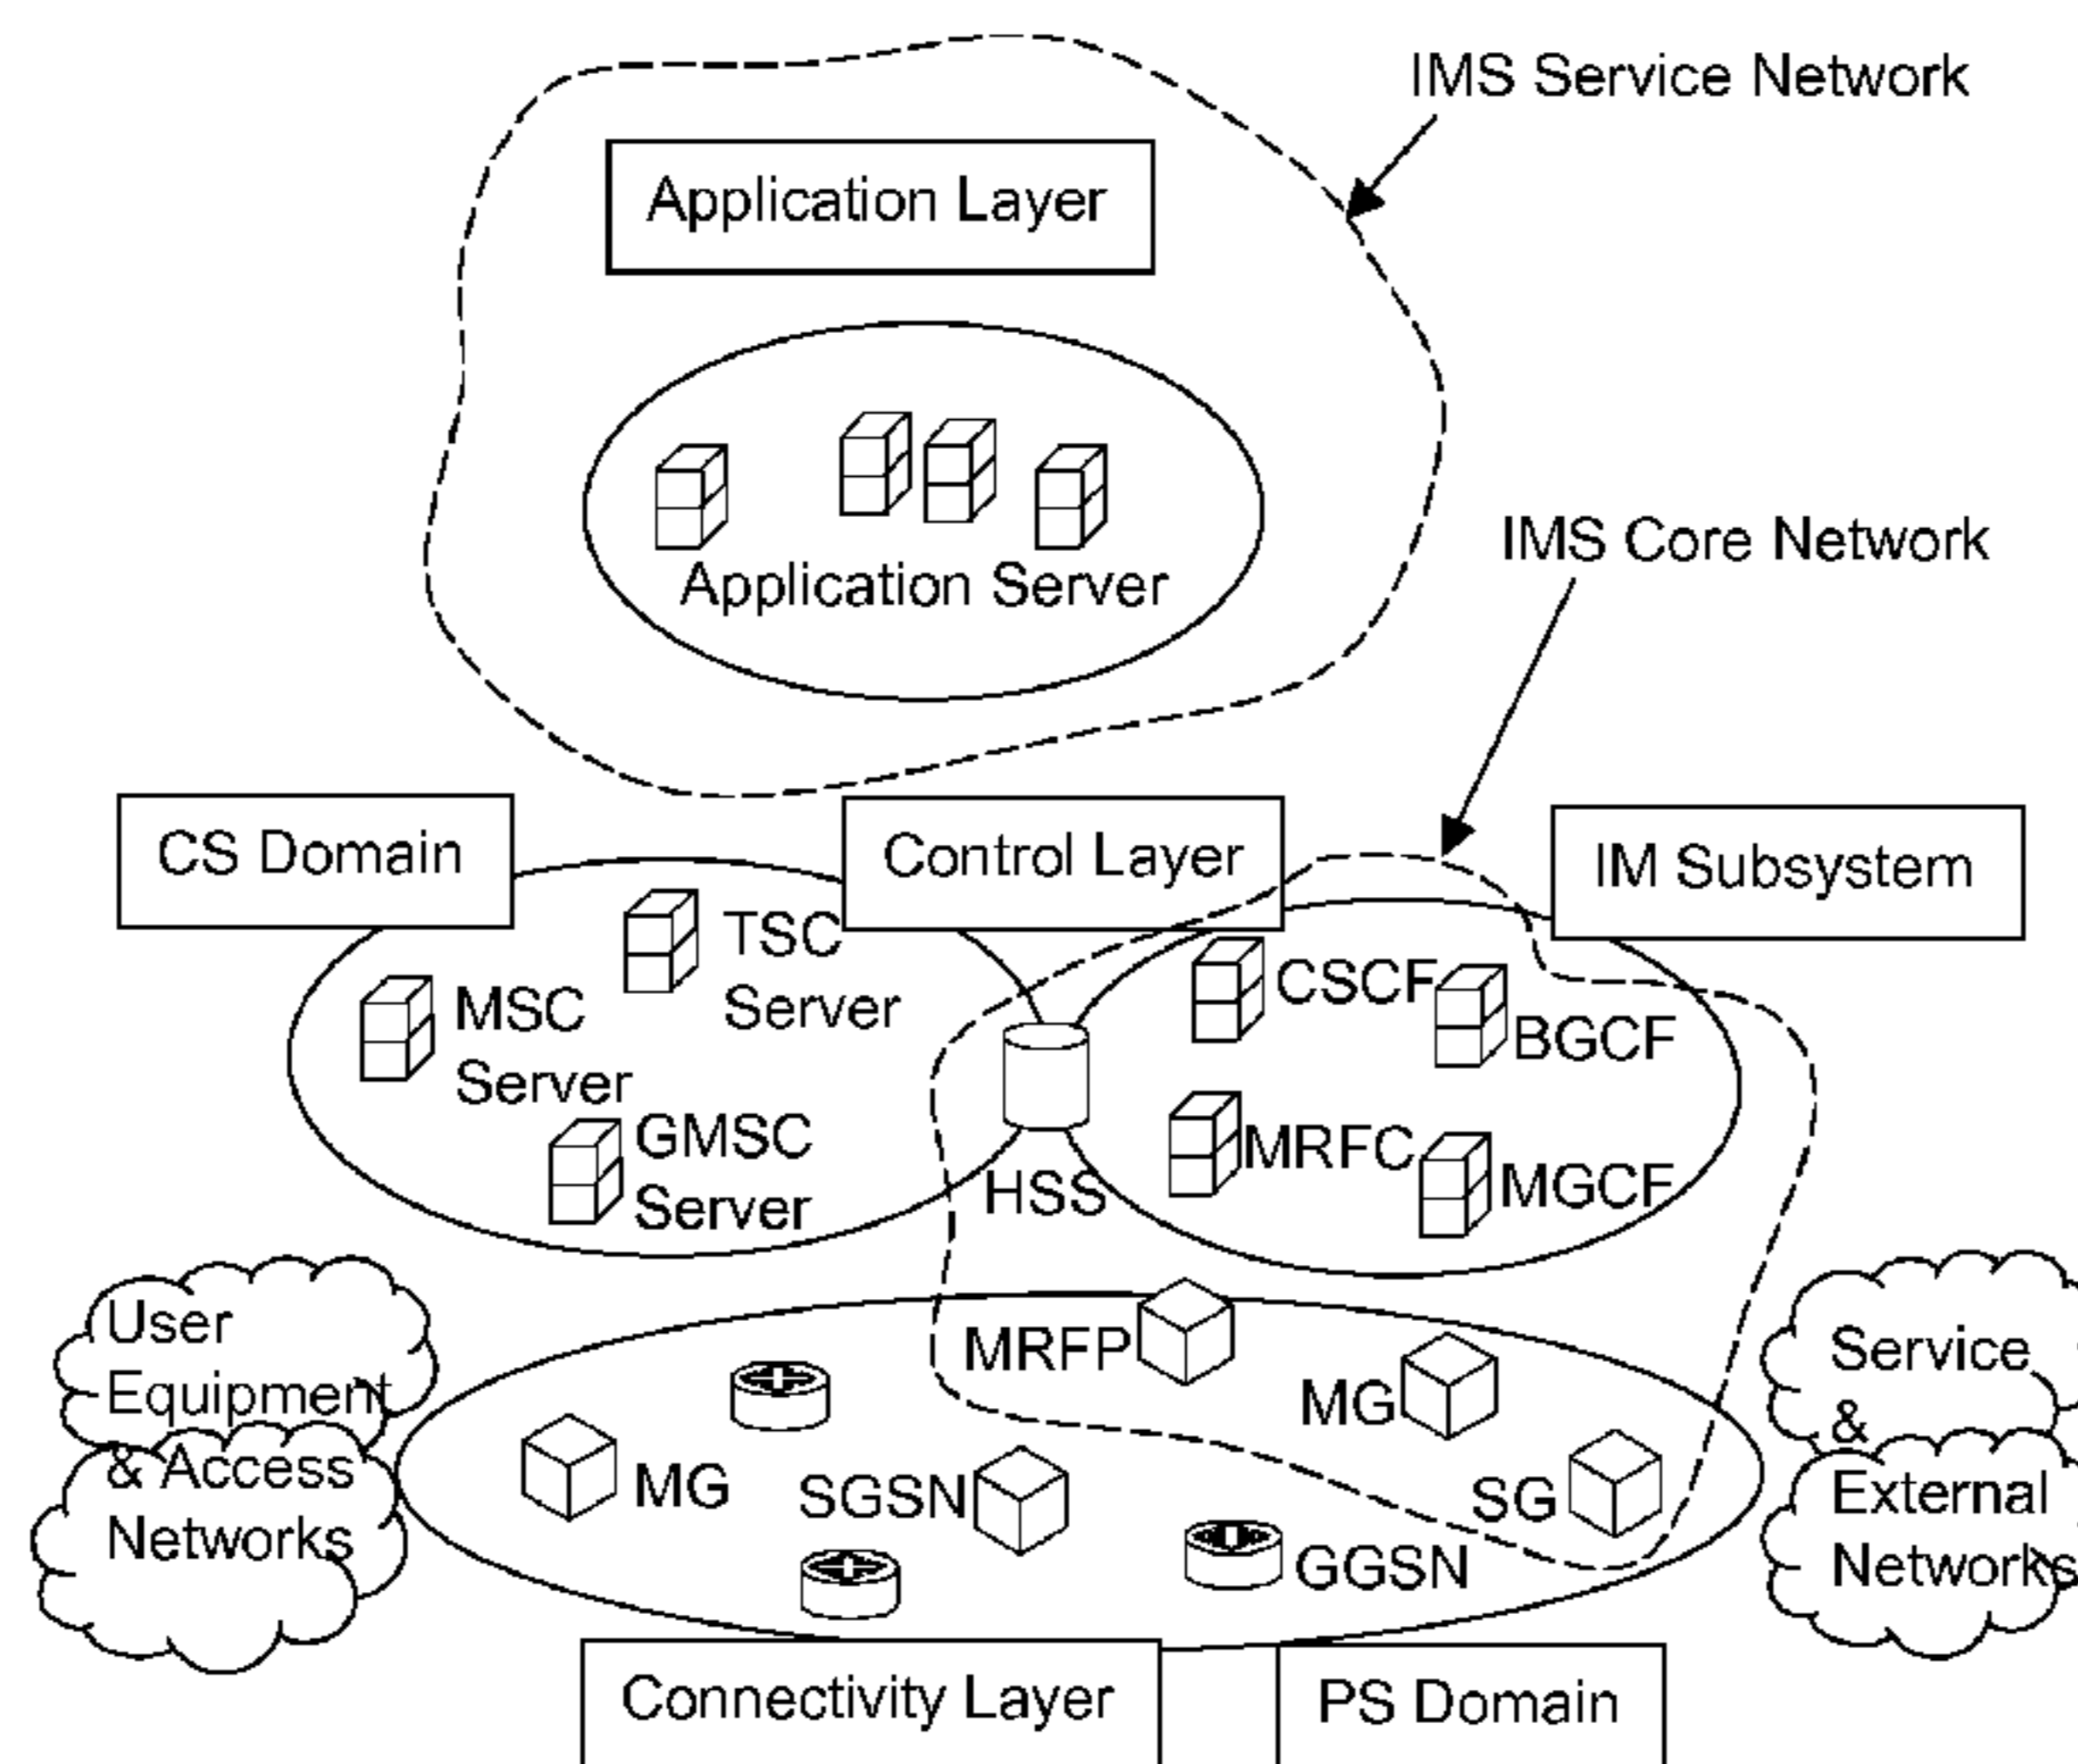 IMS Service Network
Application Layer
Application Server
IMS Core Network
CS Domain
Control Layer
IM Subsystem
TSC
Server
MSC
Server
GMSC
Server
HSS
CSCF
BGCF
MRFC
MGCF
User
Equipment
& Access
Networks
MRFP
MG
MG
SGSN
SG
GGSN
Service
&
External
Networks
Connectivity Layer
PS Domain